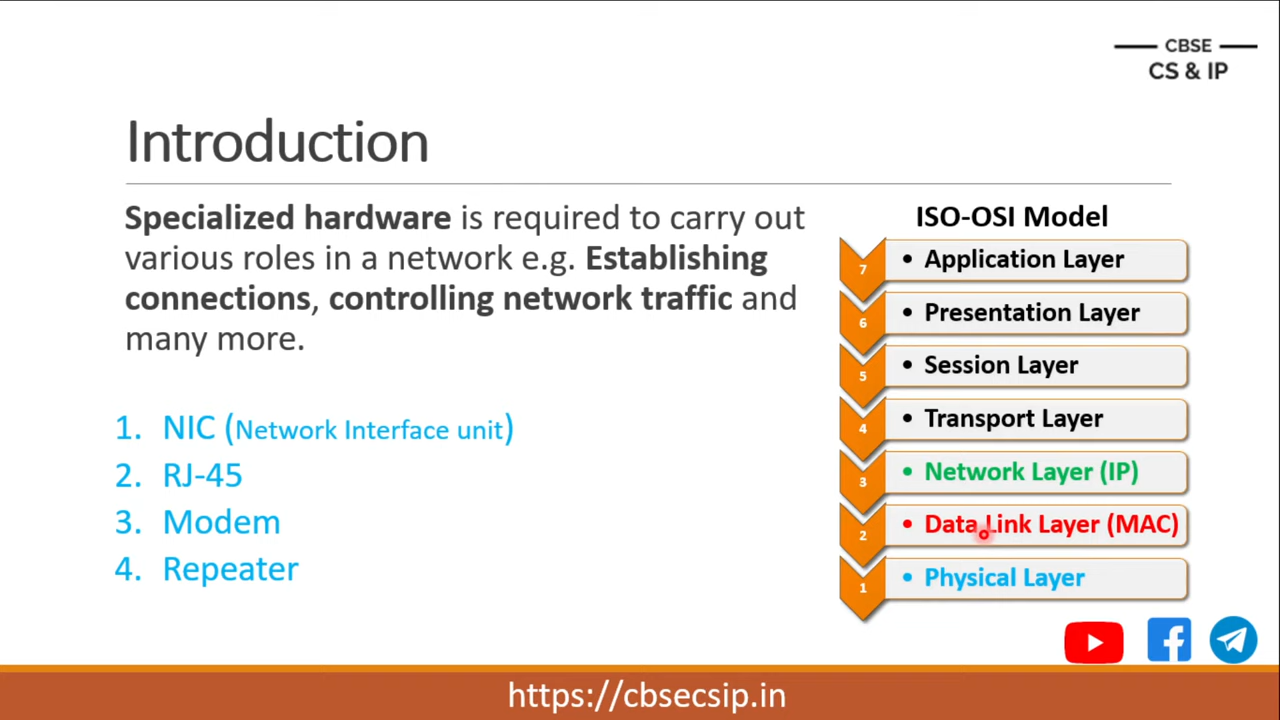 CBSE
CS & IP
Introduction
Specialized hardware is required to carry out
various roles in a network e.g. Establishing
connections, controlling network traffic and
many more.
1. NIC (Network Interface unit)
2. RJ-45
3. Modem
4. Repeater
ISO-OSI Model
7 • Application Layer
6 • Presentation Layer
5 • Session Layer
4 • Transport Layer
3 • Network Layer (IP)
2 • Data Link Layer (MAC)
1 • Physical Layer
https://cbsecsip.in